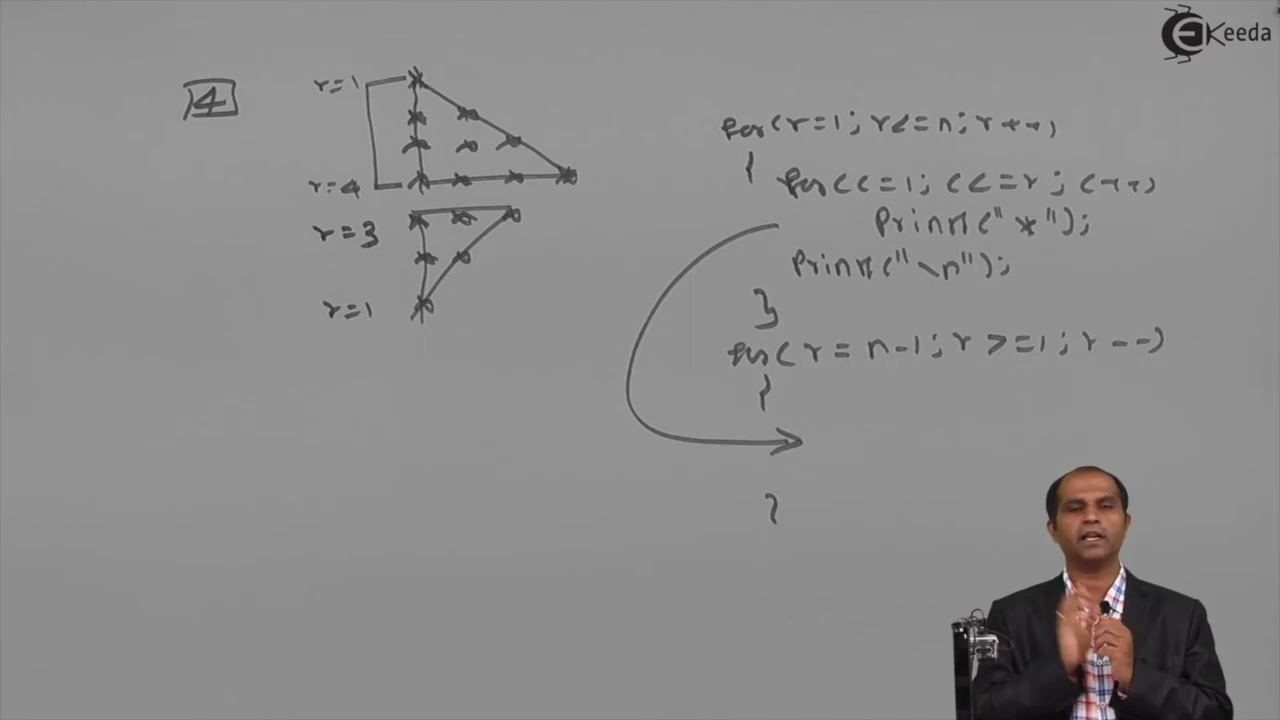 Keeda
4
r=1
r=4
r=3
r=1
for(r=1; r<=n; r++)
{
for(c=1; c<=r; c++)
printf("*");
printf("\n");
}
for(r=n-1; r>=1; r--)
{
}